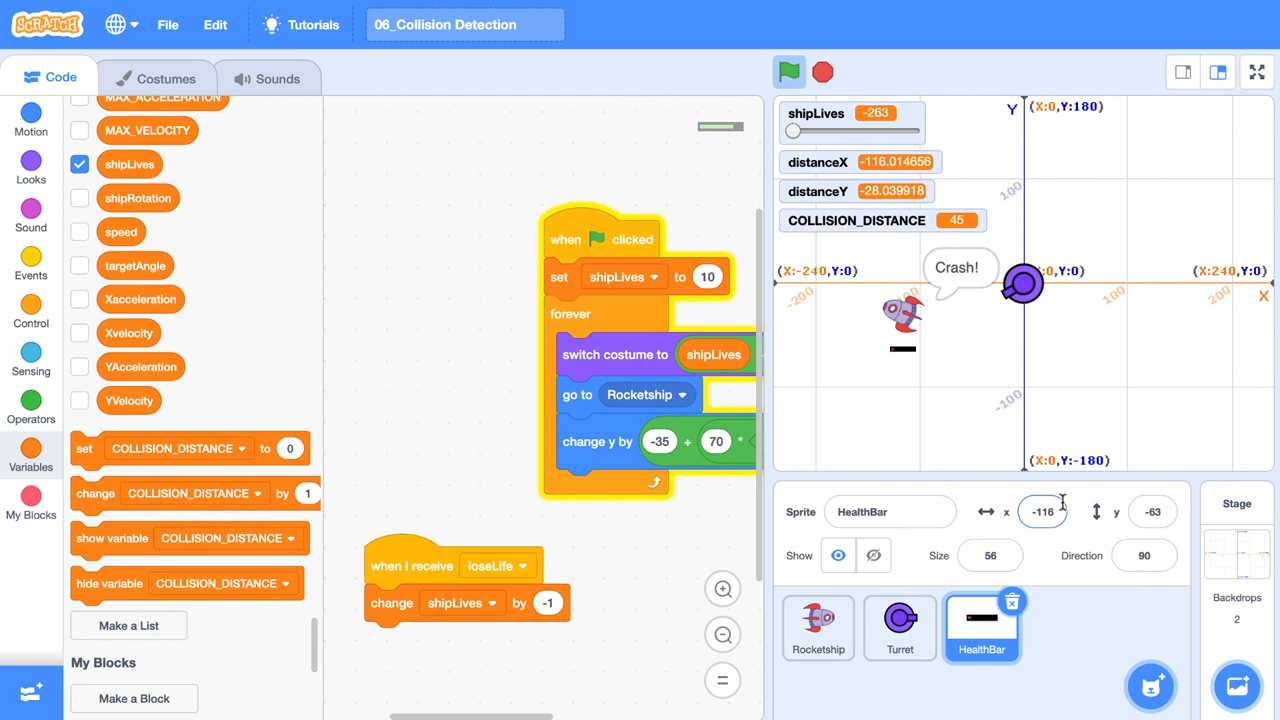 SCRATCH
File
Edit
Tutorials
06_Collision Detection
Code
Costumes
Sounds
Motion
Looks
Sound
Events
Control
Sensing
Operators
Variables
My Blocks
MAX_ACCELERATION
MAX_VELOCITY
shipLives
shipRotation
speed
targetAngle
Xacceleration
Xvelocity
YAcceleration
YVelocity
set COLLISION_DISTANCE to 0
change COLLISION_DISTANCE by 1
show variable COLLISION_DISTANCE
hide variable COLLISION_DISTANCE
Make a List
My Blocks
Make a Block
when clicked
set shipLives to 10
forever
switch costume to shipLives
go to Rocketship
change y by -35 + 70 *
when I receive loseLife
change shipLives by -1
shipLives -263
distanceX -116.014656
distanceY -28.039918
COLLISION_DISTANCE 45
Y (X:0,Y:180)
100
Crash!
(X:-240,Y:0)
:0,Y:0)
(X:240,Y:0)
-200
100
200
X
-100
(X:0,Y:-180)
Sprite HealthBar x -116 y -63
Show Size 56 Direction 90
Rocketship
Turret
HealthBar
Stage
Backdrops
2